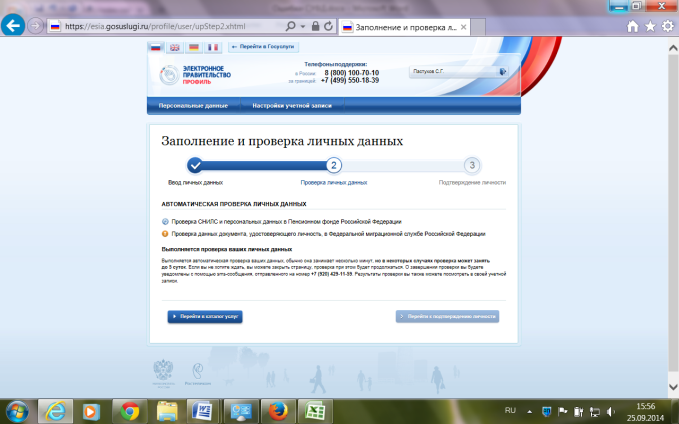 https://esia.gosuslugi.ru/profile/user/upStep2.xhtml
Заполнение и проверка л...
← Перейти в Госуслуги
ЭЛЕКТРОННОЕ
ПРАВИТЕЛЬСТВО
ПРОФИЛЬ
Телефоны поддержки:
в России: 8 (800) 100-70-10
за границей: +7 (499) 550-18-39
Пастухов С.Г.
Персональные данные
Настройки учетной записи
Заполнение и проверка личных данных
2
3
Ввод личных данных
Проверка личных данных
Подтверждение личности
АВТОМАТИЧЕСКАЯ ПРОВЕРКА ЛИЧНЫХ ДАННЫХ
Проверка СНИЛС и персональных данных в Пенсионном фонде Российской Федерации
Проверка данных документа, удостоверяющего личность, в Федеральной миграционной службе Российской Федерации
Выполняется проверка ваших личных данных
Выполняется автоматическая проверка ваших данных, обычно она занимает несколько минут, но в некоторых случаях проверка может занять
до 5 суток. Если вы не хотите ждать, вы можете закрыть страницу, проверка при этом будет продолжаться. О завершении проверки вы будете
уведомлены с помощью sms-сообщения, отправленного на номер +7 (920) 429-11-39. Результаты проверки вы также можете посмотреть в своей учетной
записи.
Перейти в каталог услуг
Перейти к подтверждению личности
RU
15:56
25.09.2014